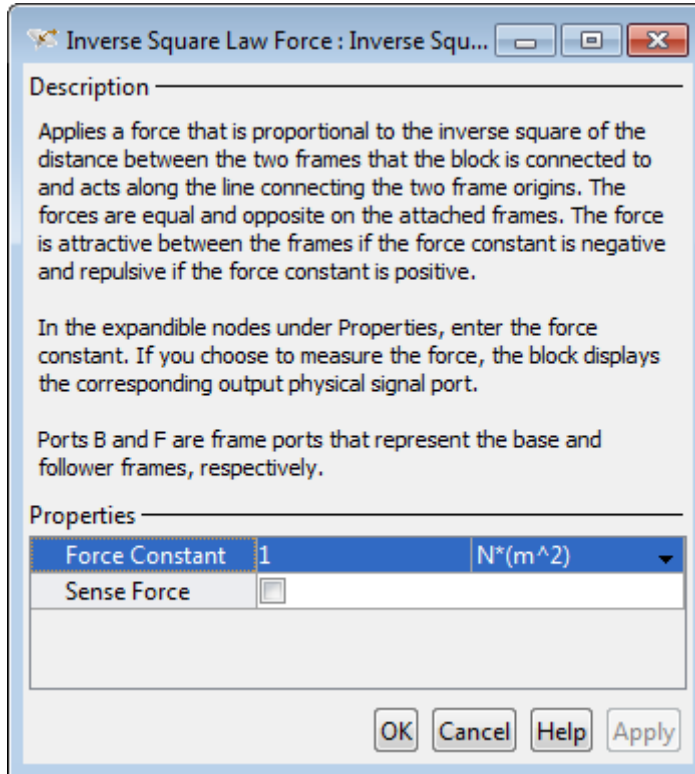 Inverse Square Law Force : Inverse Squ...
Description
Applies a force that is proportional to the inverse square of the
distance between the two frames that the block is connected to
and acts along the line connecting the two frame origins. The
forces are equal and opposite on the attached frames. The force
is attractive between the frames if the force constant is negative
and repulsive if the force constant is positive.
In the expandible nodes under Properties, enter the force
constant. If you choose to measure the force, the block displays
the corresponding output physical signal port.
Ports B and F are frame ports that represent the base and
follower frames, respectively.
Properties
Force Constant 1 N*(m^2)
Sense Force
OK Cancel Help Apply